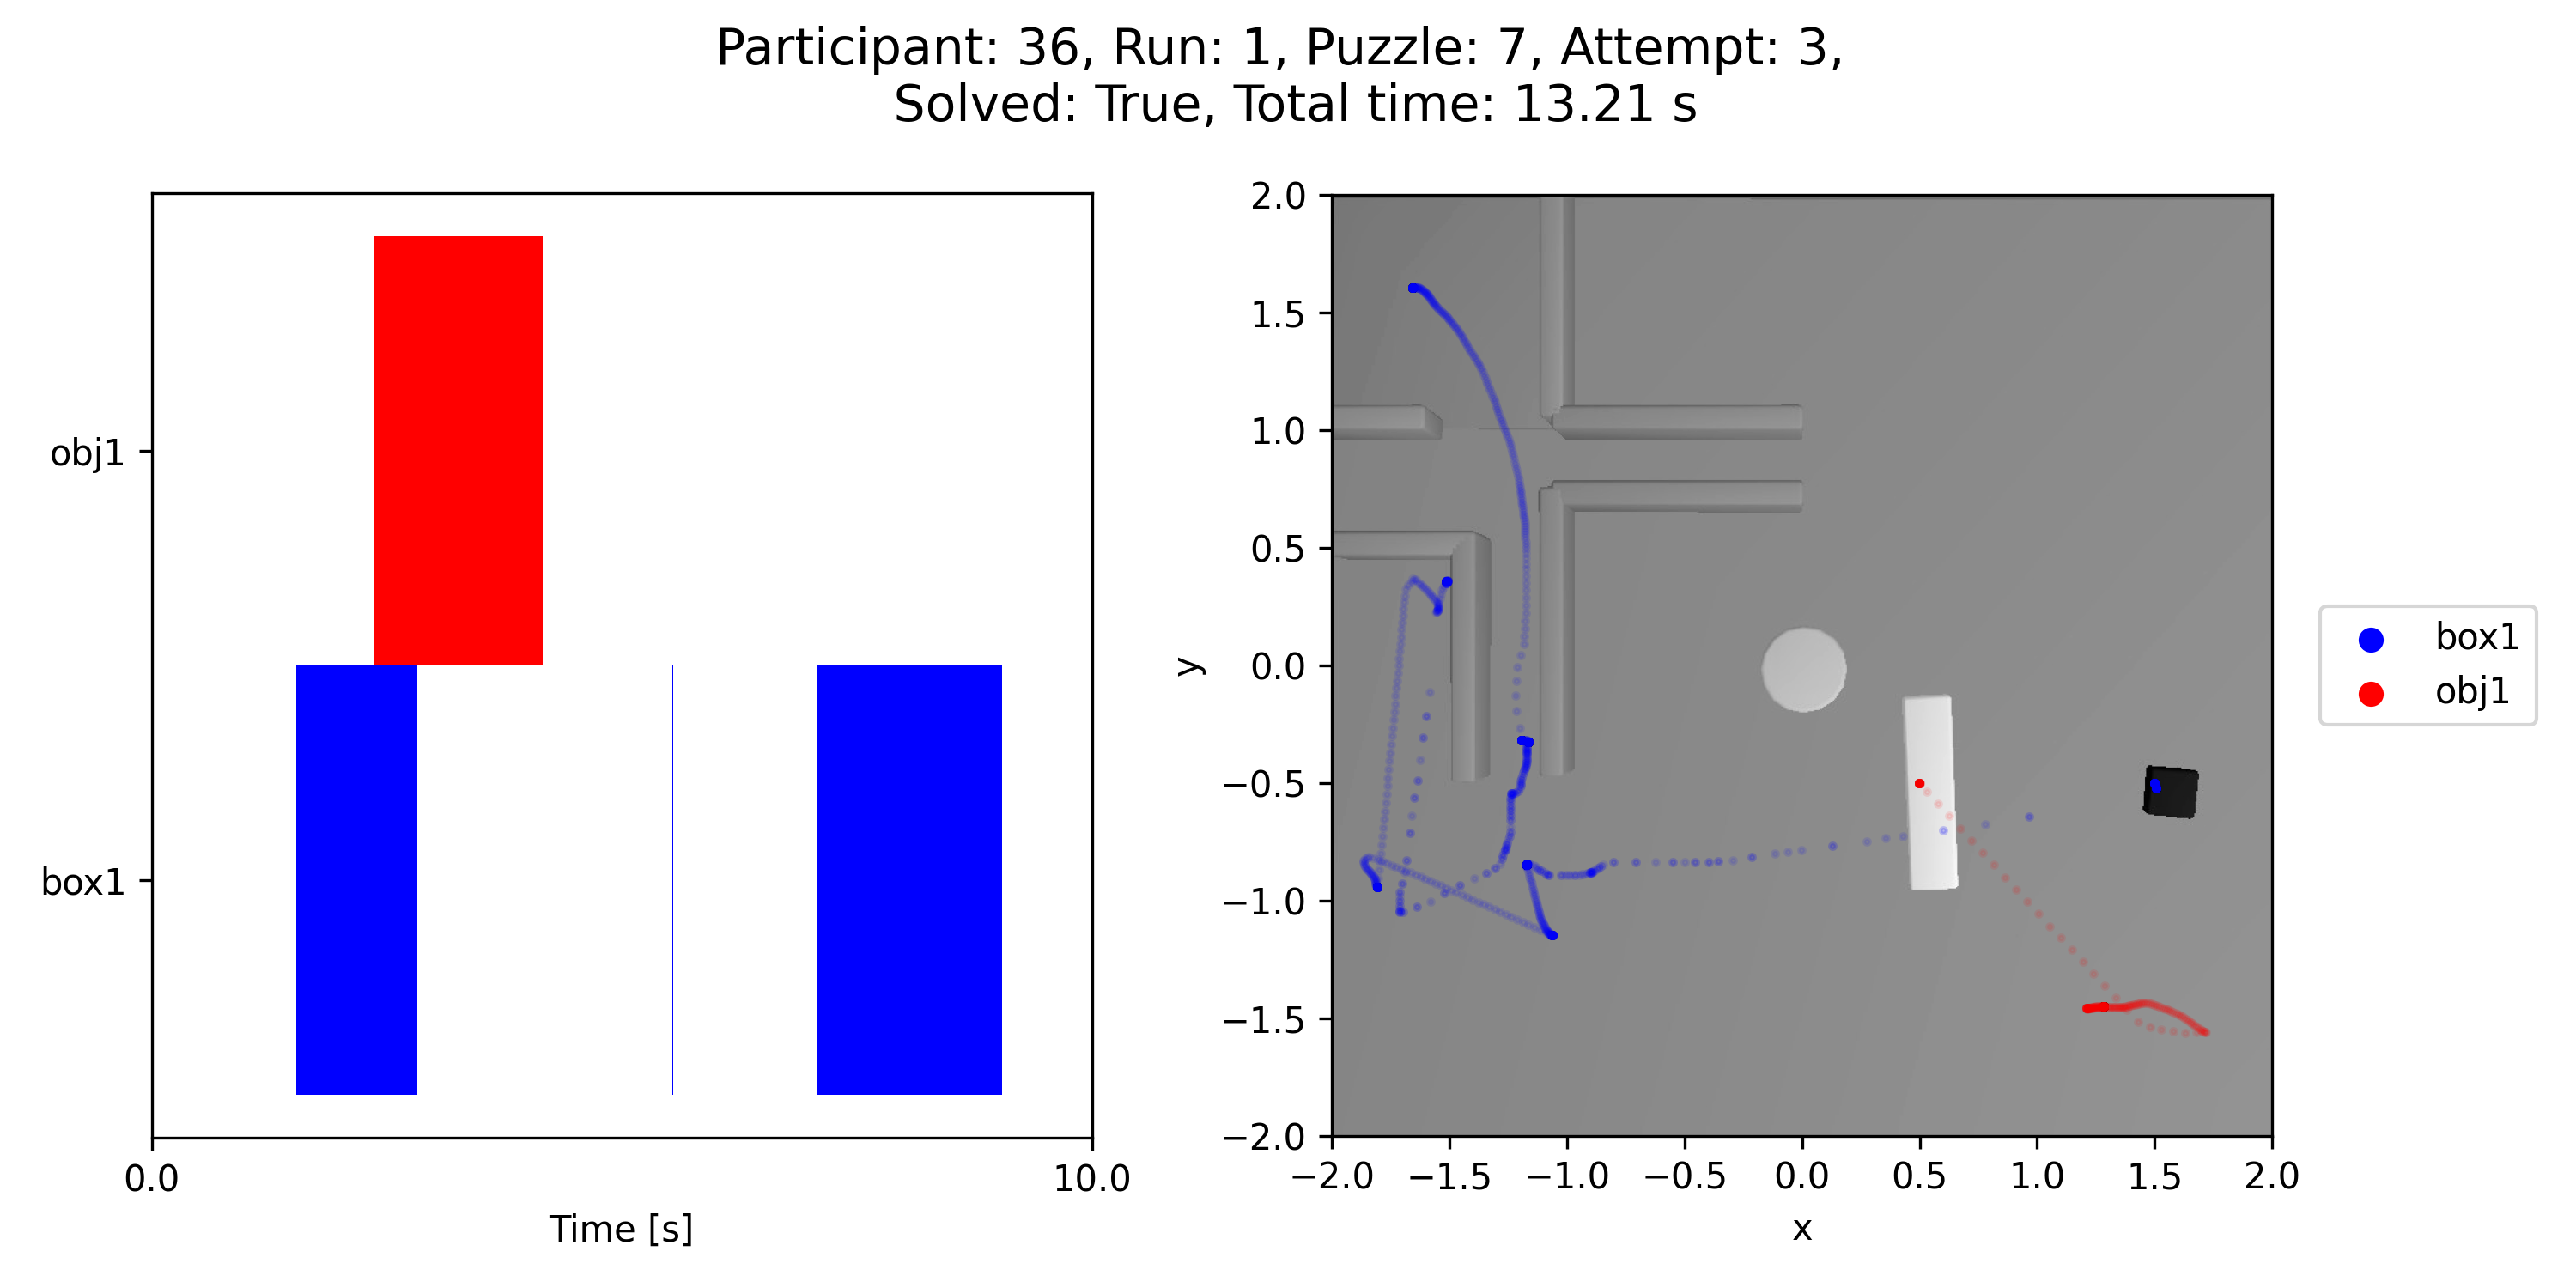 Participant: 36, Run: 1, Puzzle: 7, Attempt: 3,
Solved: True, Total time: 13.21 s
obj1
box1
0.0
10.0
Time [s]
2.0
1.5
1.0
0.5
0.0
−0.5
−1.0
−1.5
−2.0
y
−2.0
−1.5
−1.0
−0.5
0.0
0.5
1.0
1.5
2.0
x
box1
obj1